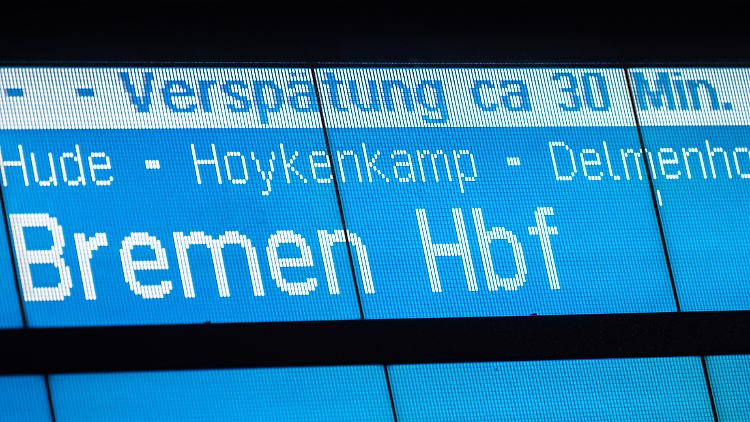 - - Verspätung ca 30 Min.
Hude - Hoykenkamp - Delmenho
Bremen Hbf